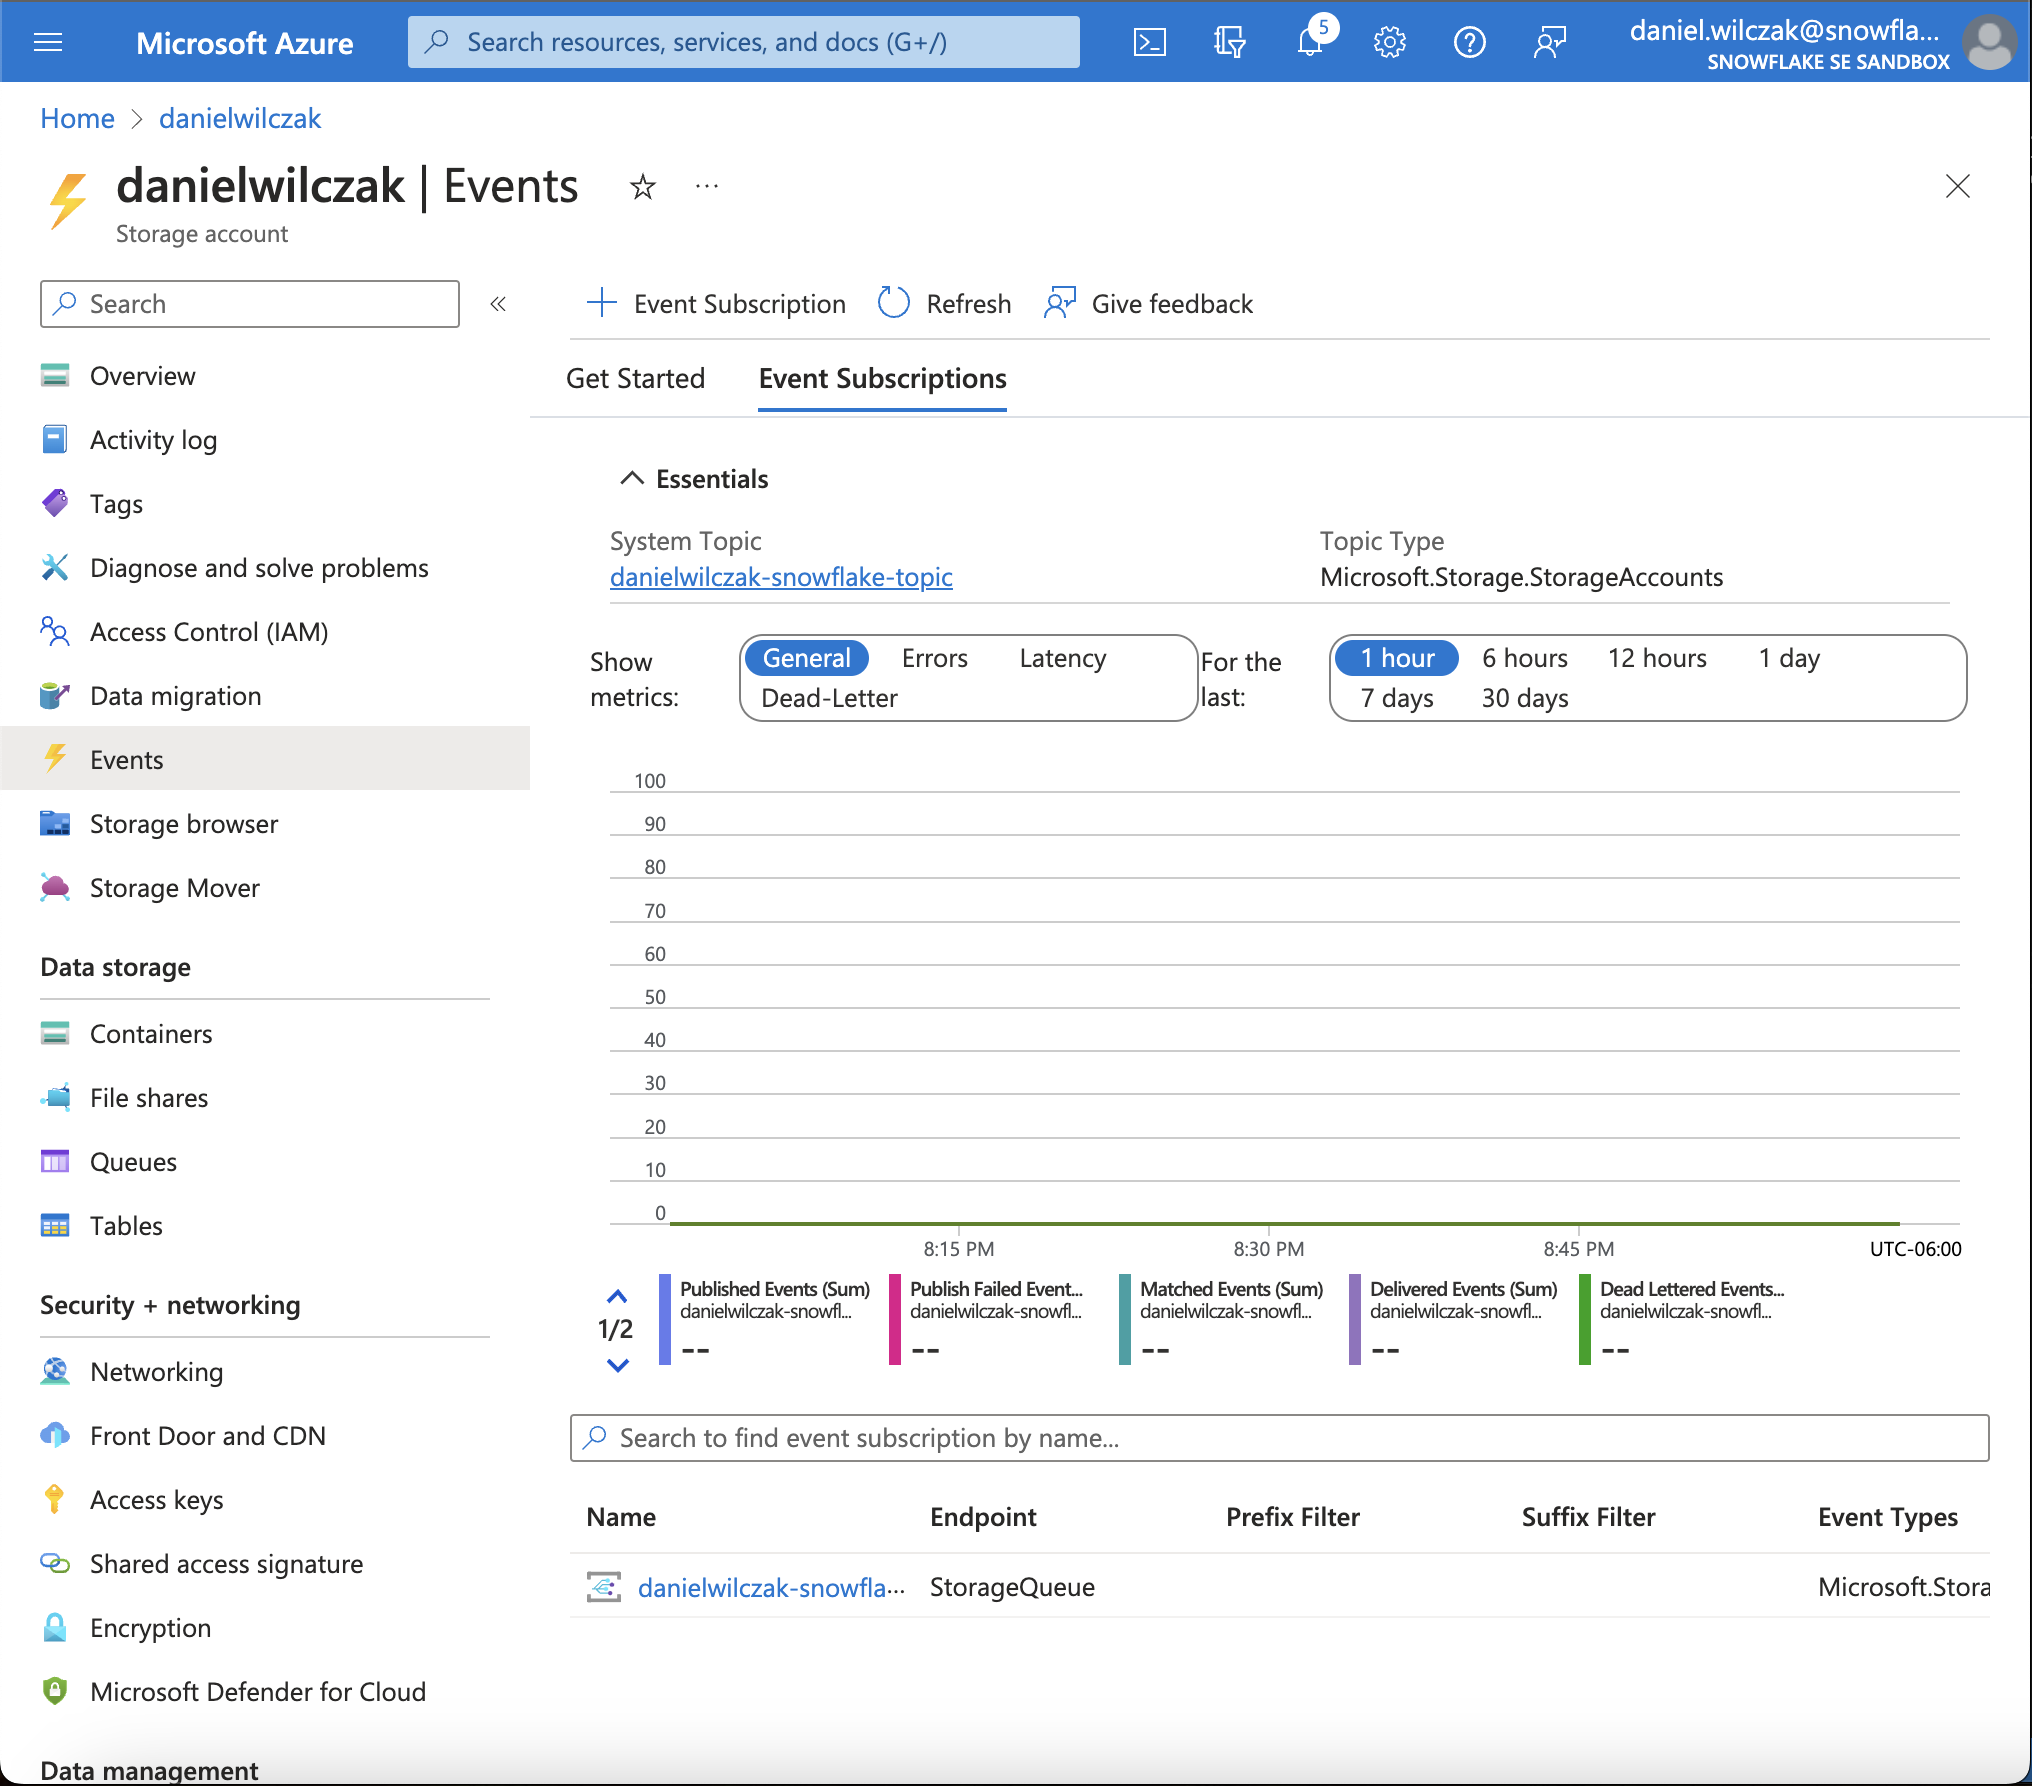 Microsoft Azure
Search resources, services, and docs (G+/)
5
daniel.wilczak@snowfla...
SNOWFLAKE SE SANDBOX
Home > danielwilczak
danielwilczak | Events
...
Storage account
Search
«
Overview
Activity log
Tags
Diagnose and solve problems
Access Control (IAM)
Data migration
Events
Storage browser
Storage Mover
Data storage
Containers
File shares
Queues
Tables
Security + networking
Networking
Front Door and CDN
Access keys
Shared access signature
Encryption
Microsoft Defender for Cloud
Data management
Event Subscription
Refresh
Give feedback
Get Started
Event Subscriptions
Essentials
System Topic
danielwilczak-snowflake-topic
Topic Type
Microsoft.Storage.StorageAccounts
Show metrics:
General
Errors
Latency
Dead-Letter
For the last:
1 hour
6 hours
12 hours
1 day
7 days
30 days
100
90
80
70
60
50
40
30
20
10
0
8:15 PM
8:30 PM
8:45 PM
UTC-06:00
1/2
Published Events (Sum)
danielwilczak-snowfl...
--
Publish Failed Event...
danielwilczak-snowfl...
--
Matched Events (Sum)
danielwilczak-snowfl...
--
Delivered Events (Sum)
danielwilczak-snowfl...
--
Dead Lettered Events...
danielwilczak-snowfl...
--
Search to find event subscription by name...
Name
Endpoint
Prefix Filter
Suffix Filter
Event Types
danielwilczak-snowfla...
StorageQueue
Microsoft.Stora